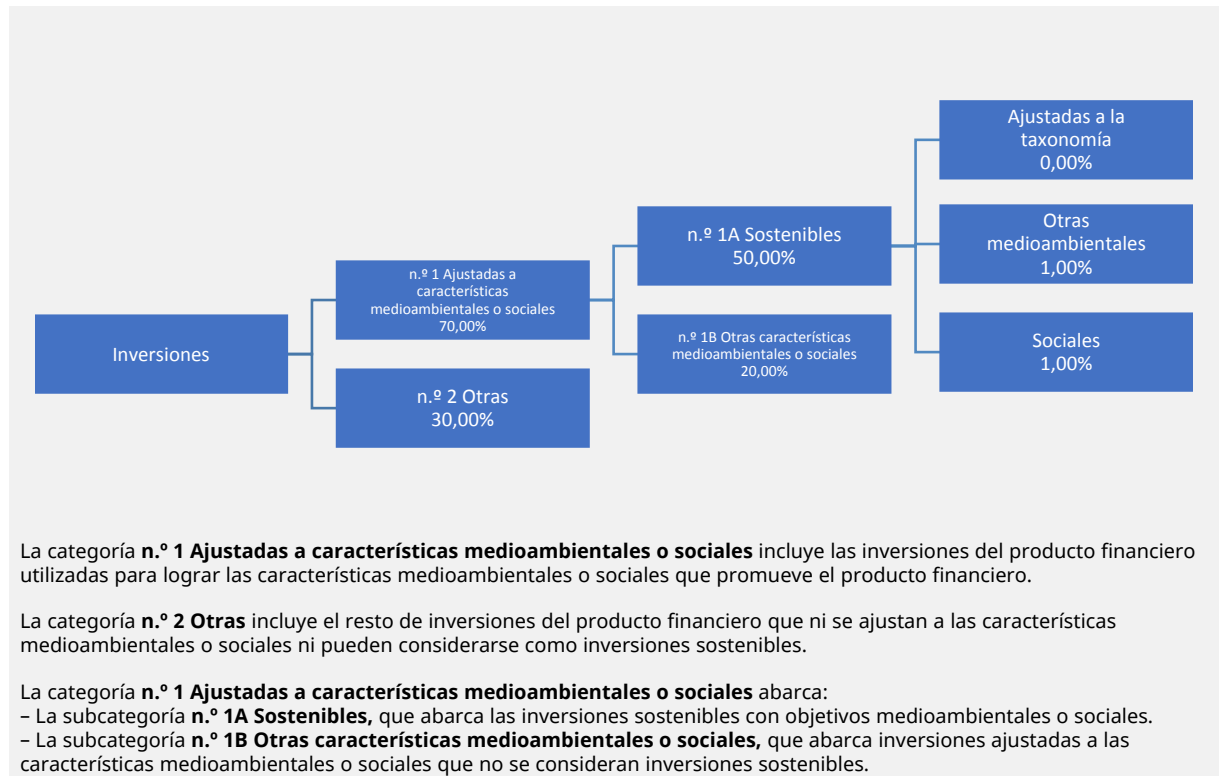 Inversiones
n.º 1 Ajustadas a
características
medioambientales o sociales
70,00%
n.º 2 Otras
30,00%
n.º 1A Sostenibles
50,00%
n.º 1B Otras características
medioambientales o sociales
20,00%
Ajustadas a la
taxonomía
0,00%
Otras
medioambientales
1,00%
Sociales
1,00%
La categoría n.º 1 Ajustadas a características medioambientales o sociales incluye las inversiones del producto financiero
utilizadas para lograr las características medioambientales o sociales que promueve el producto financiero.
La categoría n.º 2 Otras incluye el resto de inversiones del producto financiero que ni se ajustan a las características
medioambientales o sociales ni pueden considerarse como inversiones sostenibles.
La categoría n.º 1 Ajustadas a características medioambientales o sociales abarca:
– La subcategoría n.º 1A Sostenibles, que abarca las inversiones sostenibles con objetivos medioambientales o sociales.
– La subcategoría n.º 1B Otras características medioambientales o sociales, que abarca inversiones ajustadas a las
características medioambientales o sociales que no se consideran inversiones sostenibles.